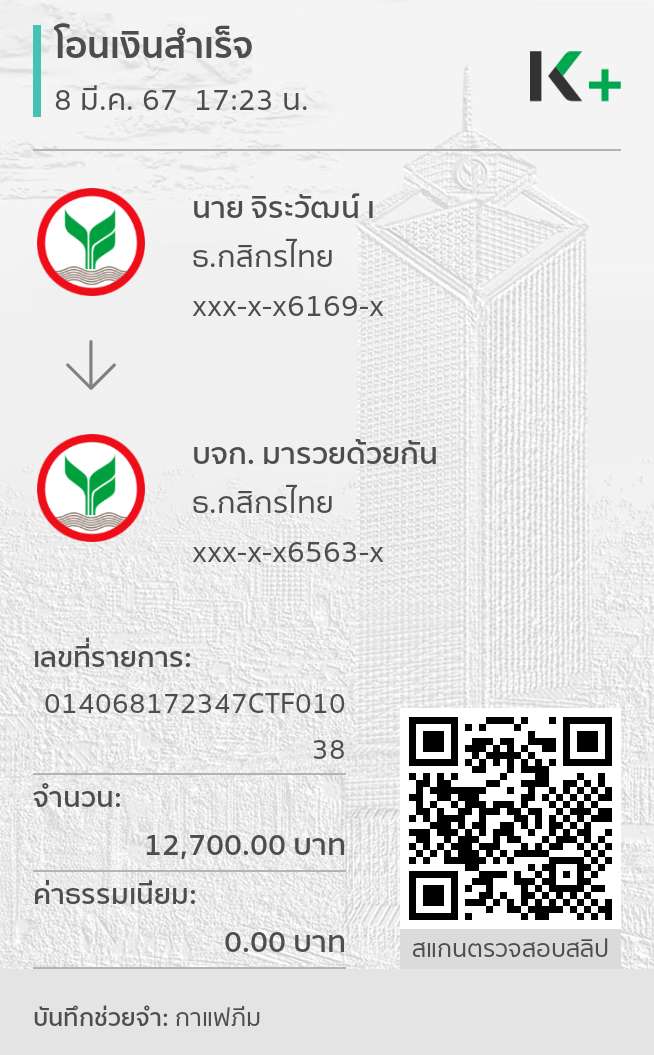 โอนเงินสำเร็จ
8 มี.ค. 67 17:23 น.
K+
นาย จิระวัฒน์ เ
ธ.กสิกรไทย
xxx-x-x6169-x
บจก. มารวยด้วยกัน
ธ.กสิกรไทย
xxx-x-x6563-x
เลขที่รายการ:
014068172347CTF010
38
จำนวน:
12,700.00 บาท
ค่าธรรมเนียม:
0.00 บาท
สแกนตรวจสอบสลิป
บันทึกช่วยจำ: กาแฟภีม